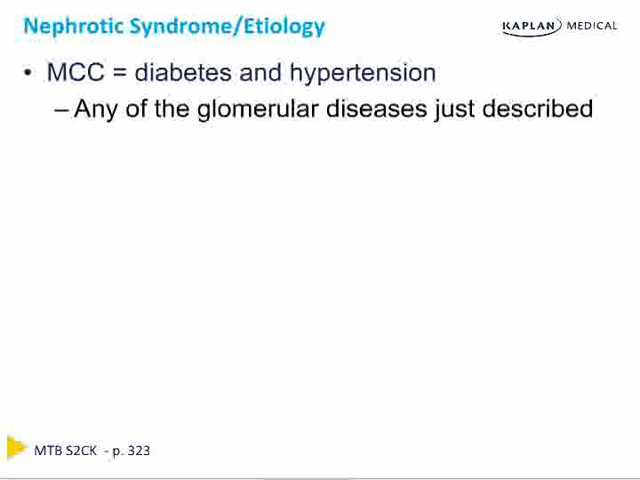 Nephrotic Syndrome/Etiology
KAPLAN MEDICAL
• MCC = diabetes and hypertension
– Any of the glomerular diseases just described
MTB S2CK - p. 323